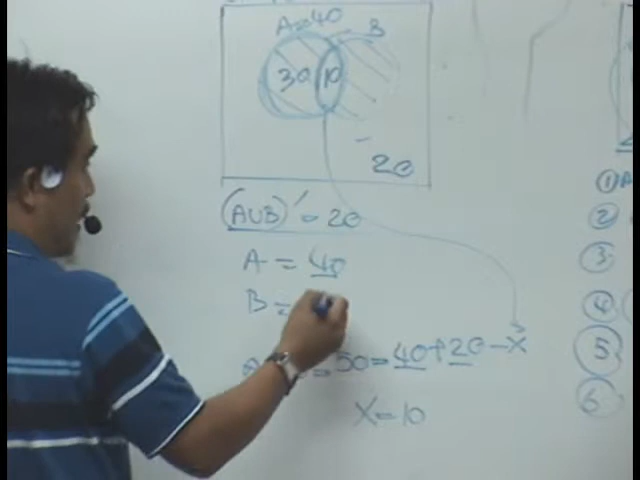 A=40 B
30 10
20
(AUB)' = 20
A = 40
B =
= 50 = 40+20-X
X=10
① A
②
③
④
⑤
⑥